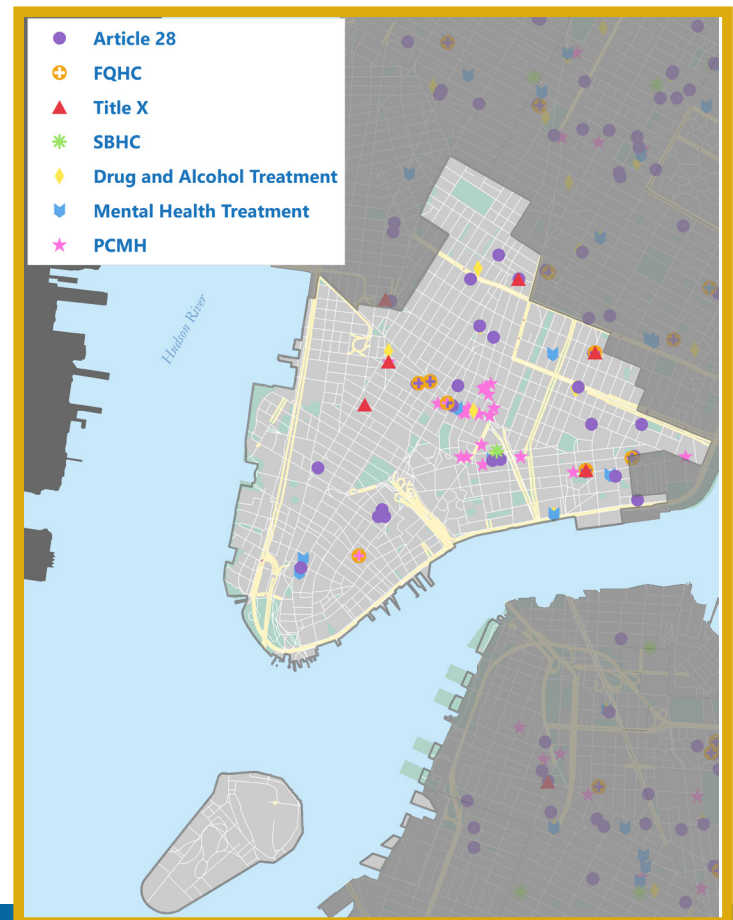 Article 28
FQHC
Title X
SBHC
Drug and Alcohol Treatment
Mental Health Treatment
PCMH
Hudson River